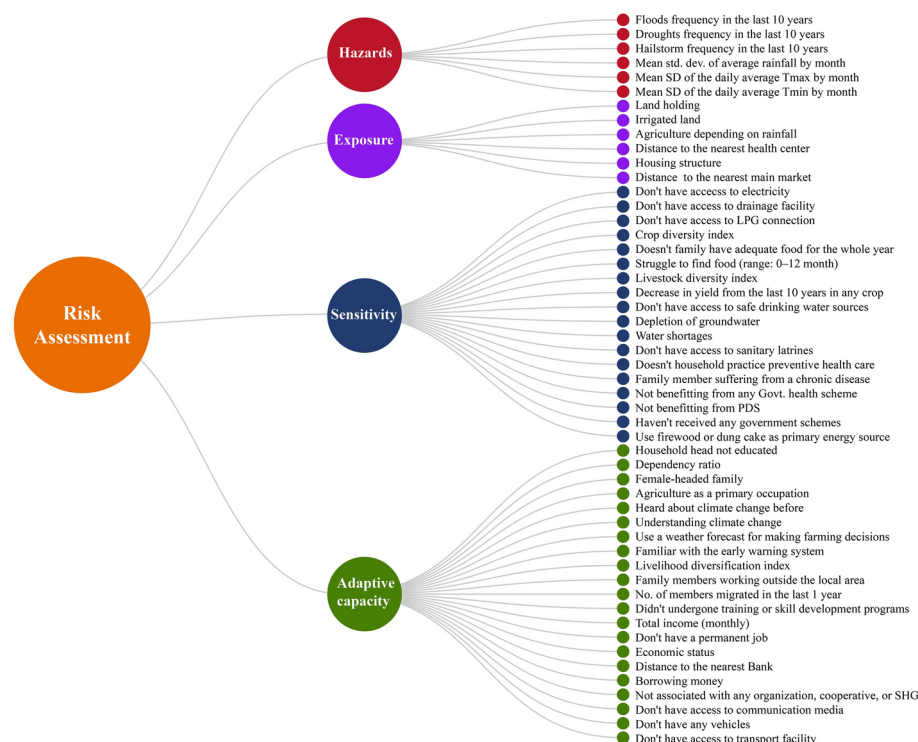 Risk
Assessment
Hazards
Floods frequency in the last 10 years
Droughts frequency in the last 10 years
Hailstorm frequency in the last 10 years
Mean std. dev. of average rainfall by month
Mean SD of the daily average Tmax by month
Mean SD of the daily average Tmin by month
Exposure
Land holding
Irrigated land
Agriculture depending on rainfall
Distance to the nearest health center
Housing structure
Distance to the nearest main market
Sensitivity
Don't have accecss to electricity
Don't have access to drainage facility
Don't have access to LPG connection
Crop diversity index
Doesn't family have adequate food for the whole year
Struggle to find food (range: 0–12 month)
Livestock diversity index
Decrease in yield from the last 10 years in any crop
Don't have access to safe drinking water sources
Depletion of groundwater
Water shortages
Don't have access to sanitary latrines
Doesn't household practice preventive health care
Family member suffering from a chronic disease
Not benefitting from any Govt. health scheme
Not benefitting from PDS
Haven't received any government schemes
Use firewood or dung cake as primary energy source
Adaptive
capacity
Household head not educated
Dependency ratio
Female-headed family
Agriculture as a primary occupation
Heard about climate change before
Understanding climate change
Use a weather forecast for making farming decisions
Familiar with the early warning system
Livelihood diversification index
Family members working outside the local area
No. of members migrated in the last 1 year
Didn't undergone training or skill development programs
Total income (monthly)
Don't have a permanent job
Economic status
Distance to the nearest Bank
Borrowing money
Not associated with any organization, cooperative, or SHG
Don't have access to communication media
Don't have any vehicles
Don't have access to transport facility